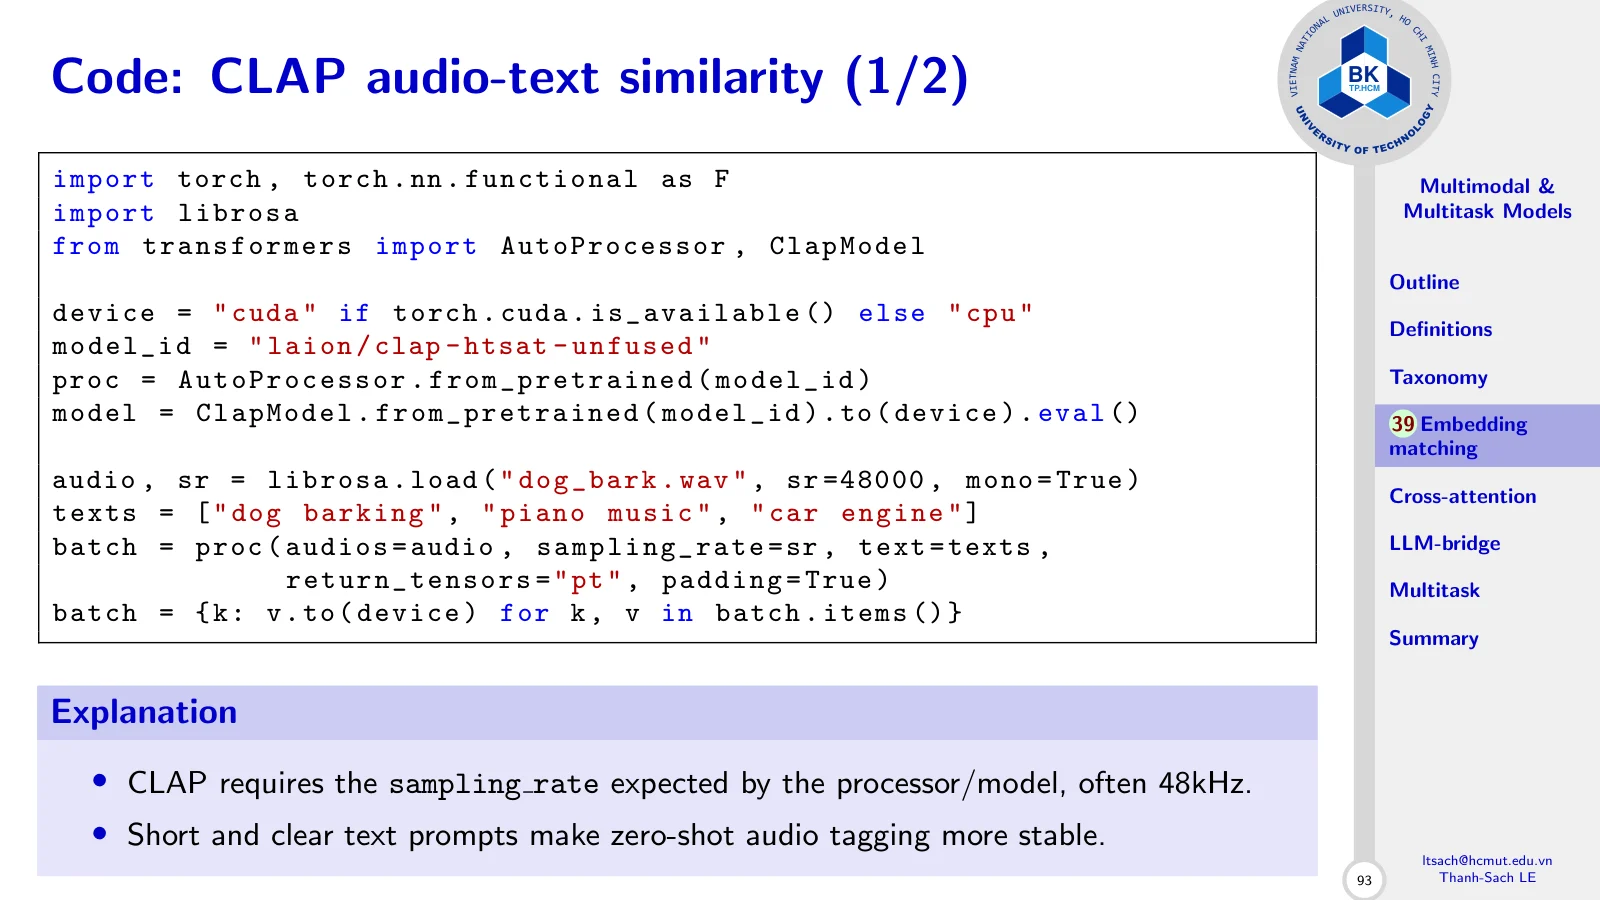 Code: CLAP audio-text similarity (1/2)
import torch, torch.nn.functional as F
import librosa
from transformers import AutoProcessor, ClapModel
device = "cuda" if torch.cuda.is_available() else "cpu"
model_id = "laion/clap-htsat-unfused"
proc = AutoProcessor.from_pretrained(model_id)
model = ClapModel.from_pretrained(model_id).to(device).eval()
audio, sr = librosa.load("dog_bark.wav", sr=48000, mono=True)
texts = ["dog barking", "piano music", "car engine"]
batch = proc(audios=audio, sampling_rate=sr, text=texts,
return_tensors="pt", padding=True)
batch = {k: v.to(device) for k, v in batch.items()}
Explanation
• CLAP requires the sampling_rate expected by the processor/model, often 48kHz.
• Short and clear text prompts make zero-shot audio tagging more stable.
VIETNAM NATIONAL UNIVERSITY, HO CHI MINH CITY
BK
TP.HCM
UNIVERSITY OF TECHNOLOGY
Multimodal &
Multitask Models
Outline
Definitions
Taxonomy
39 Embedding
matching
Cross-attention
LLM-bridge
Multitask
Summary
ltsach@hcmut.edu.vn
Thanh-Sach LE
93